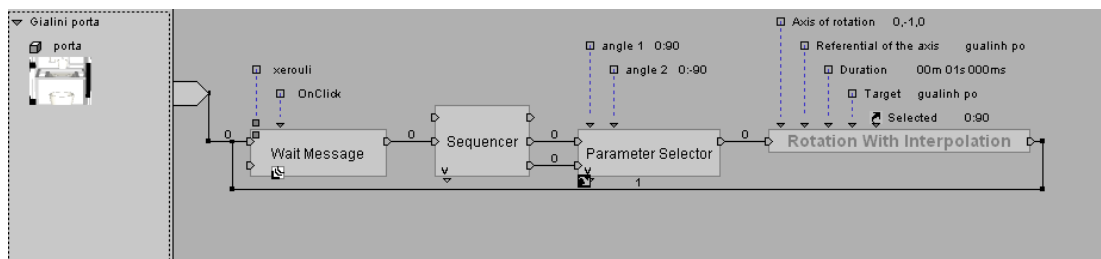 Gialini porta
porta
xerouli
OnClick
angle 1 0:90
angle 2 0:-90
Axis of rotation 0,-1,0
Referential of the axis gualinh po
Duration 00m 01s 000ms
Target gualinh po
Selected 0:90
0
Wait Message
0
Sequencer
0
0
Parameter Selector
0
Rotation With Interpolation
1